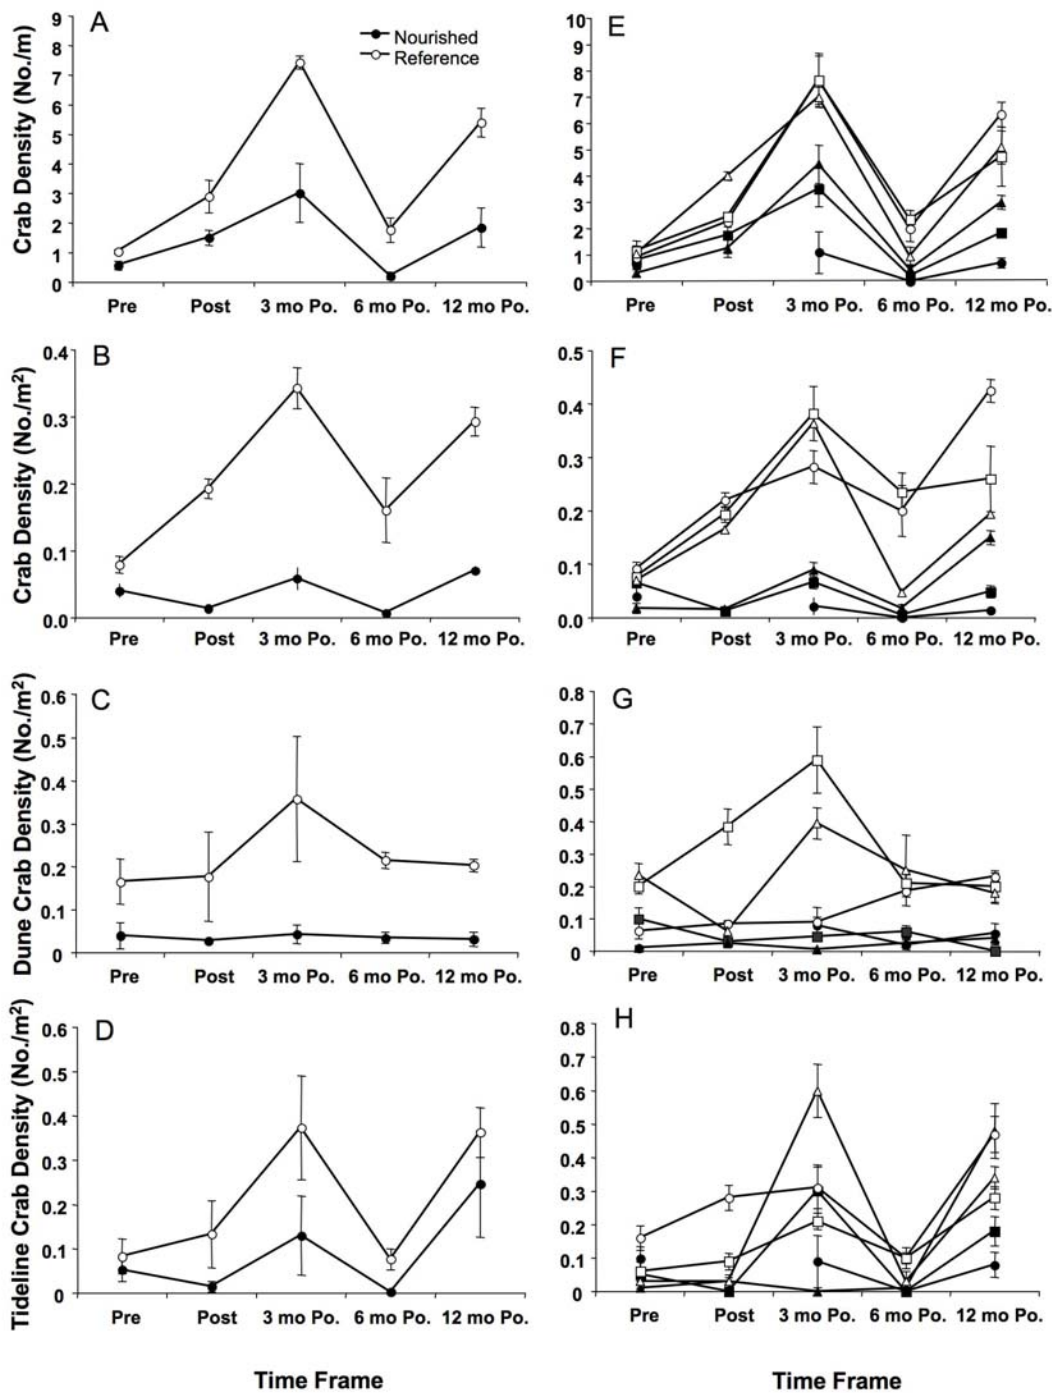 A
Nourished
Reference
Crab Density (No./m)
9
8
7
6
5
4
3
2
1
0
Pre Post 3 mo Po. 6 mo Po. 12 mo Po.
E
10
9
8
7
6
5
4
3
2
1
0
Pre Post 3 mo Po. 6 mo Po. 12 mo Po.
B
Crab Density (No./m²)
0.4
0.3
0.2
0.1
0.0
Pre Post 3 mo Po. 6 mo Po. 12 mo Po.
F
0.5
0.4
0.3
0.2
0.1
0.0
Pre Post 3 mo Po. 6 mo Po. 12 mo Po.
C
Dune Crab Density (No./m²)
0.6
0.5
0.4
0.3
0.2
0.1
0
Pre Post 3 mo Po. 6 mo Po. 12 mo Po.
G
0.8
0.7
0.6
0.5
0.4
0.3
0.2
0.1
0
Pre Post 3 mo Po. 6 mo Po. 12 mo Po.
D
Tideline Crab Density (No./m²)
0.6
0.5
0.4
0.3
0.2
0.1
0
Pre Post 3 mo Po. 6 mo Po. 12 mo Po.
Time Frame
H
0.8
0.7
0.6
0.5
0.4
0.3
0.2
0.1
0
Pre Post 3 mo Po. 6 mo Po. 12 mo Po.
Time Frame